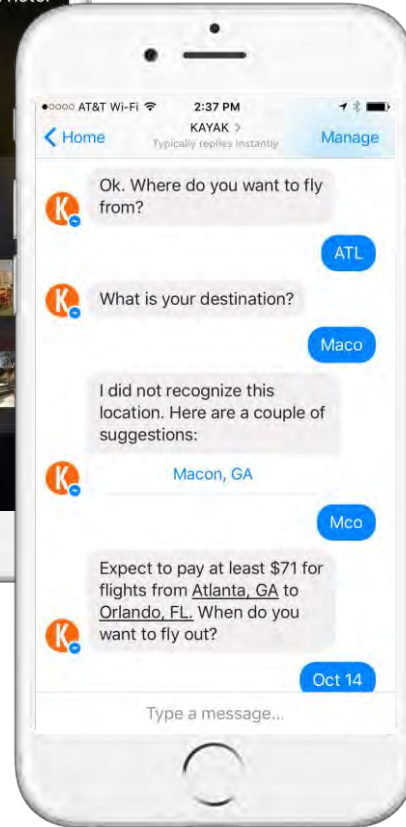 AT&T Wi-Fi 2:37 PM
Home
KAYAK >
Typically replies instantly
Manage
Ok. Where do you want to fly
from?
K
ATL
K
What is your destination?
Maco
I did not recognize this
location. Here are a couple of
suggestions:
K
Macon, GA
Mco
Expect to pay at least $71 for
flights from Atlanta, GA to
Orlando, FL. When do you
want to fly out?
K
Oct 14
Type a message...